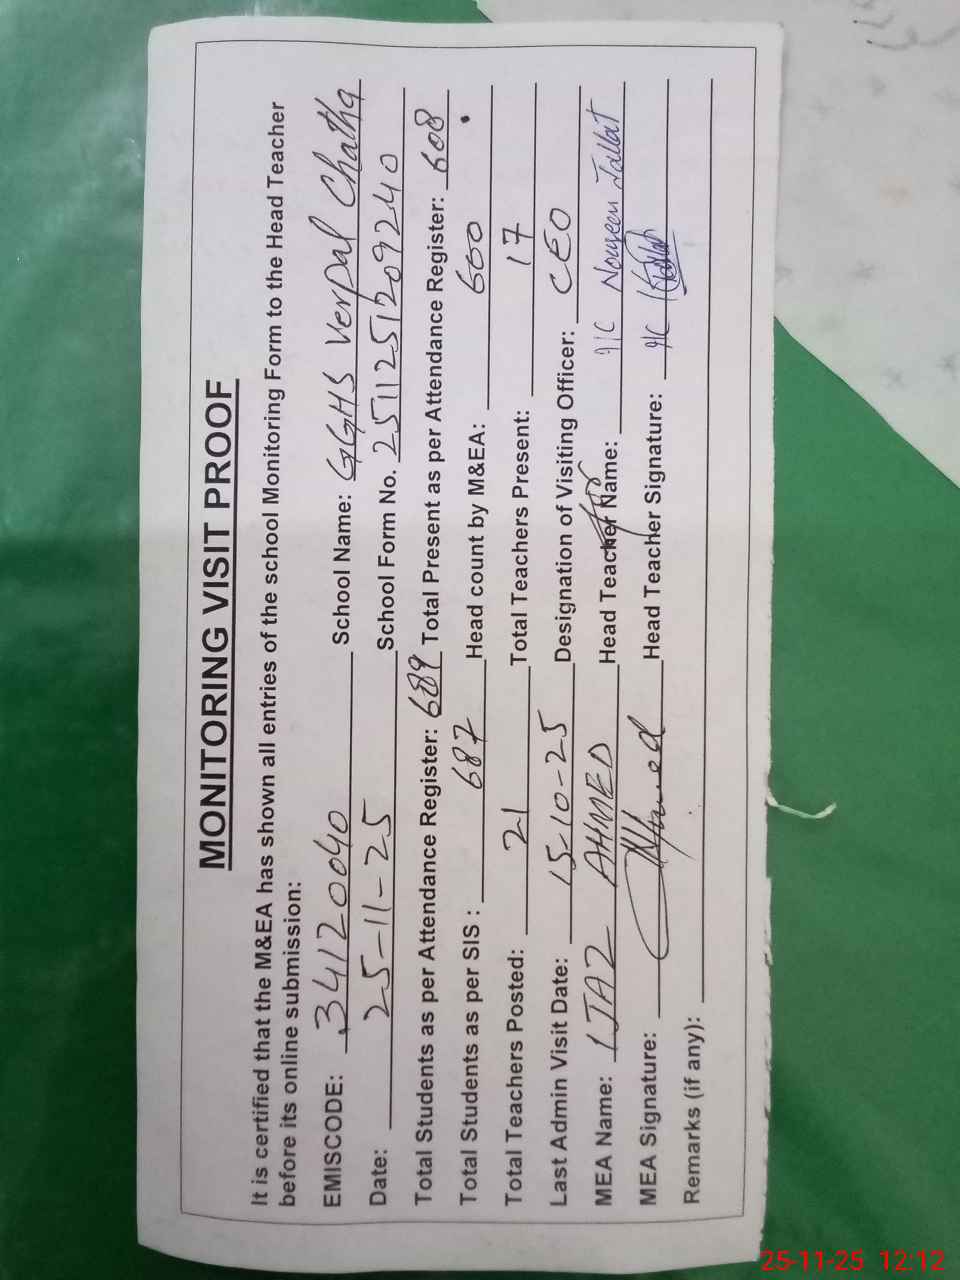 MONITORING VISIT PROOF
It is certified that the M&EA has shown all entries of the school Monitoring Form to the Head Teacher
before its online submission:
EMISCODE: 34120040 School Name: GGHS Verpal Chatha
Date: 25-11-25 School Form No. 2511251209240
Total Students as per Attendance Register: 689 Total Present as per Attendance Register: 608
Total Students as per SIS : 687 Head count by M&EA: 600
Total Teachers Posted: 21 Total Teachers Present: 17
Last Admin Visit Date: 15-10-25 Designation of Visiting Officer: CEO
MEA Name: IJAZ AHMED Head Teacher Name: I/C Noureen Tallat
MEA Signature: Ahmed Head Teacher Signature: I/C
Remarks (if any):
25-11-25 12:12